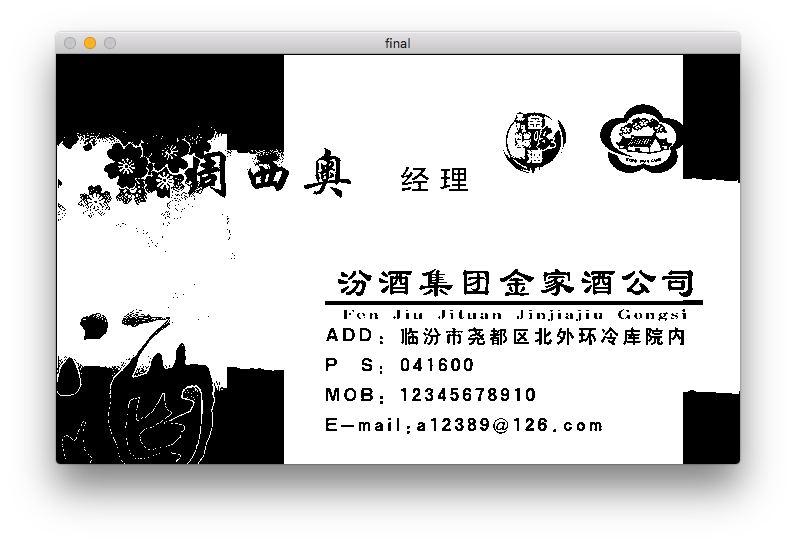 final
周西奥 经理
汾酒集团金家酒公司
Fen Jiu Jituan Jinjiajiu Gongsi
ADD：临汾市尧都区北外环冷库院内
P S：041600
MOB：12345678910
E-mail:a12389@126.com